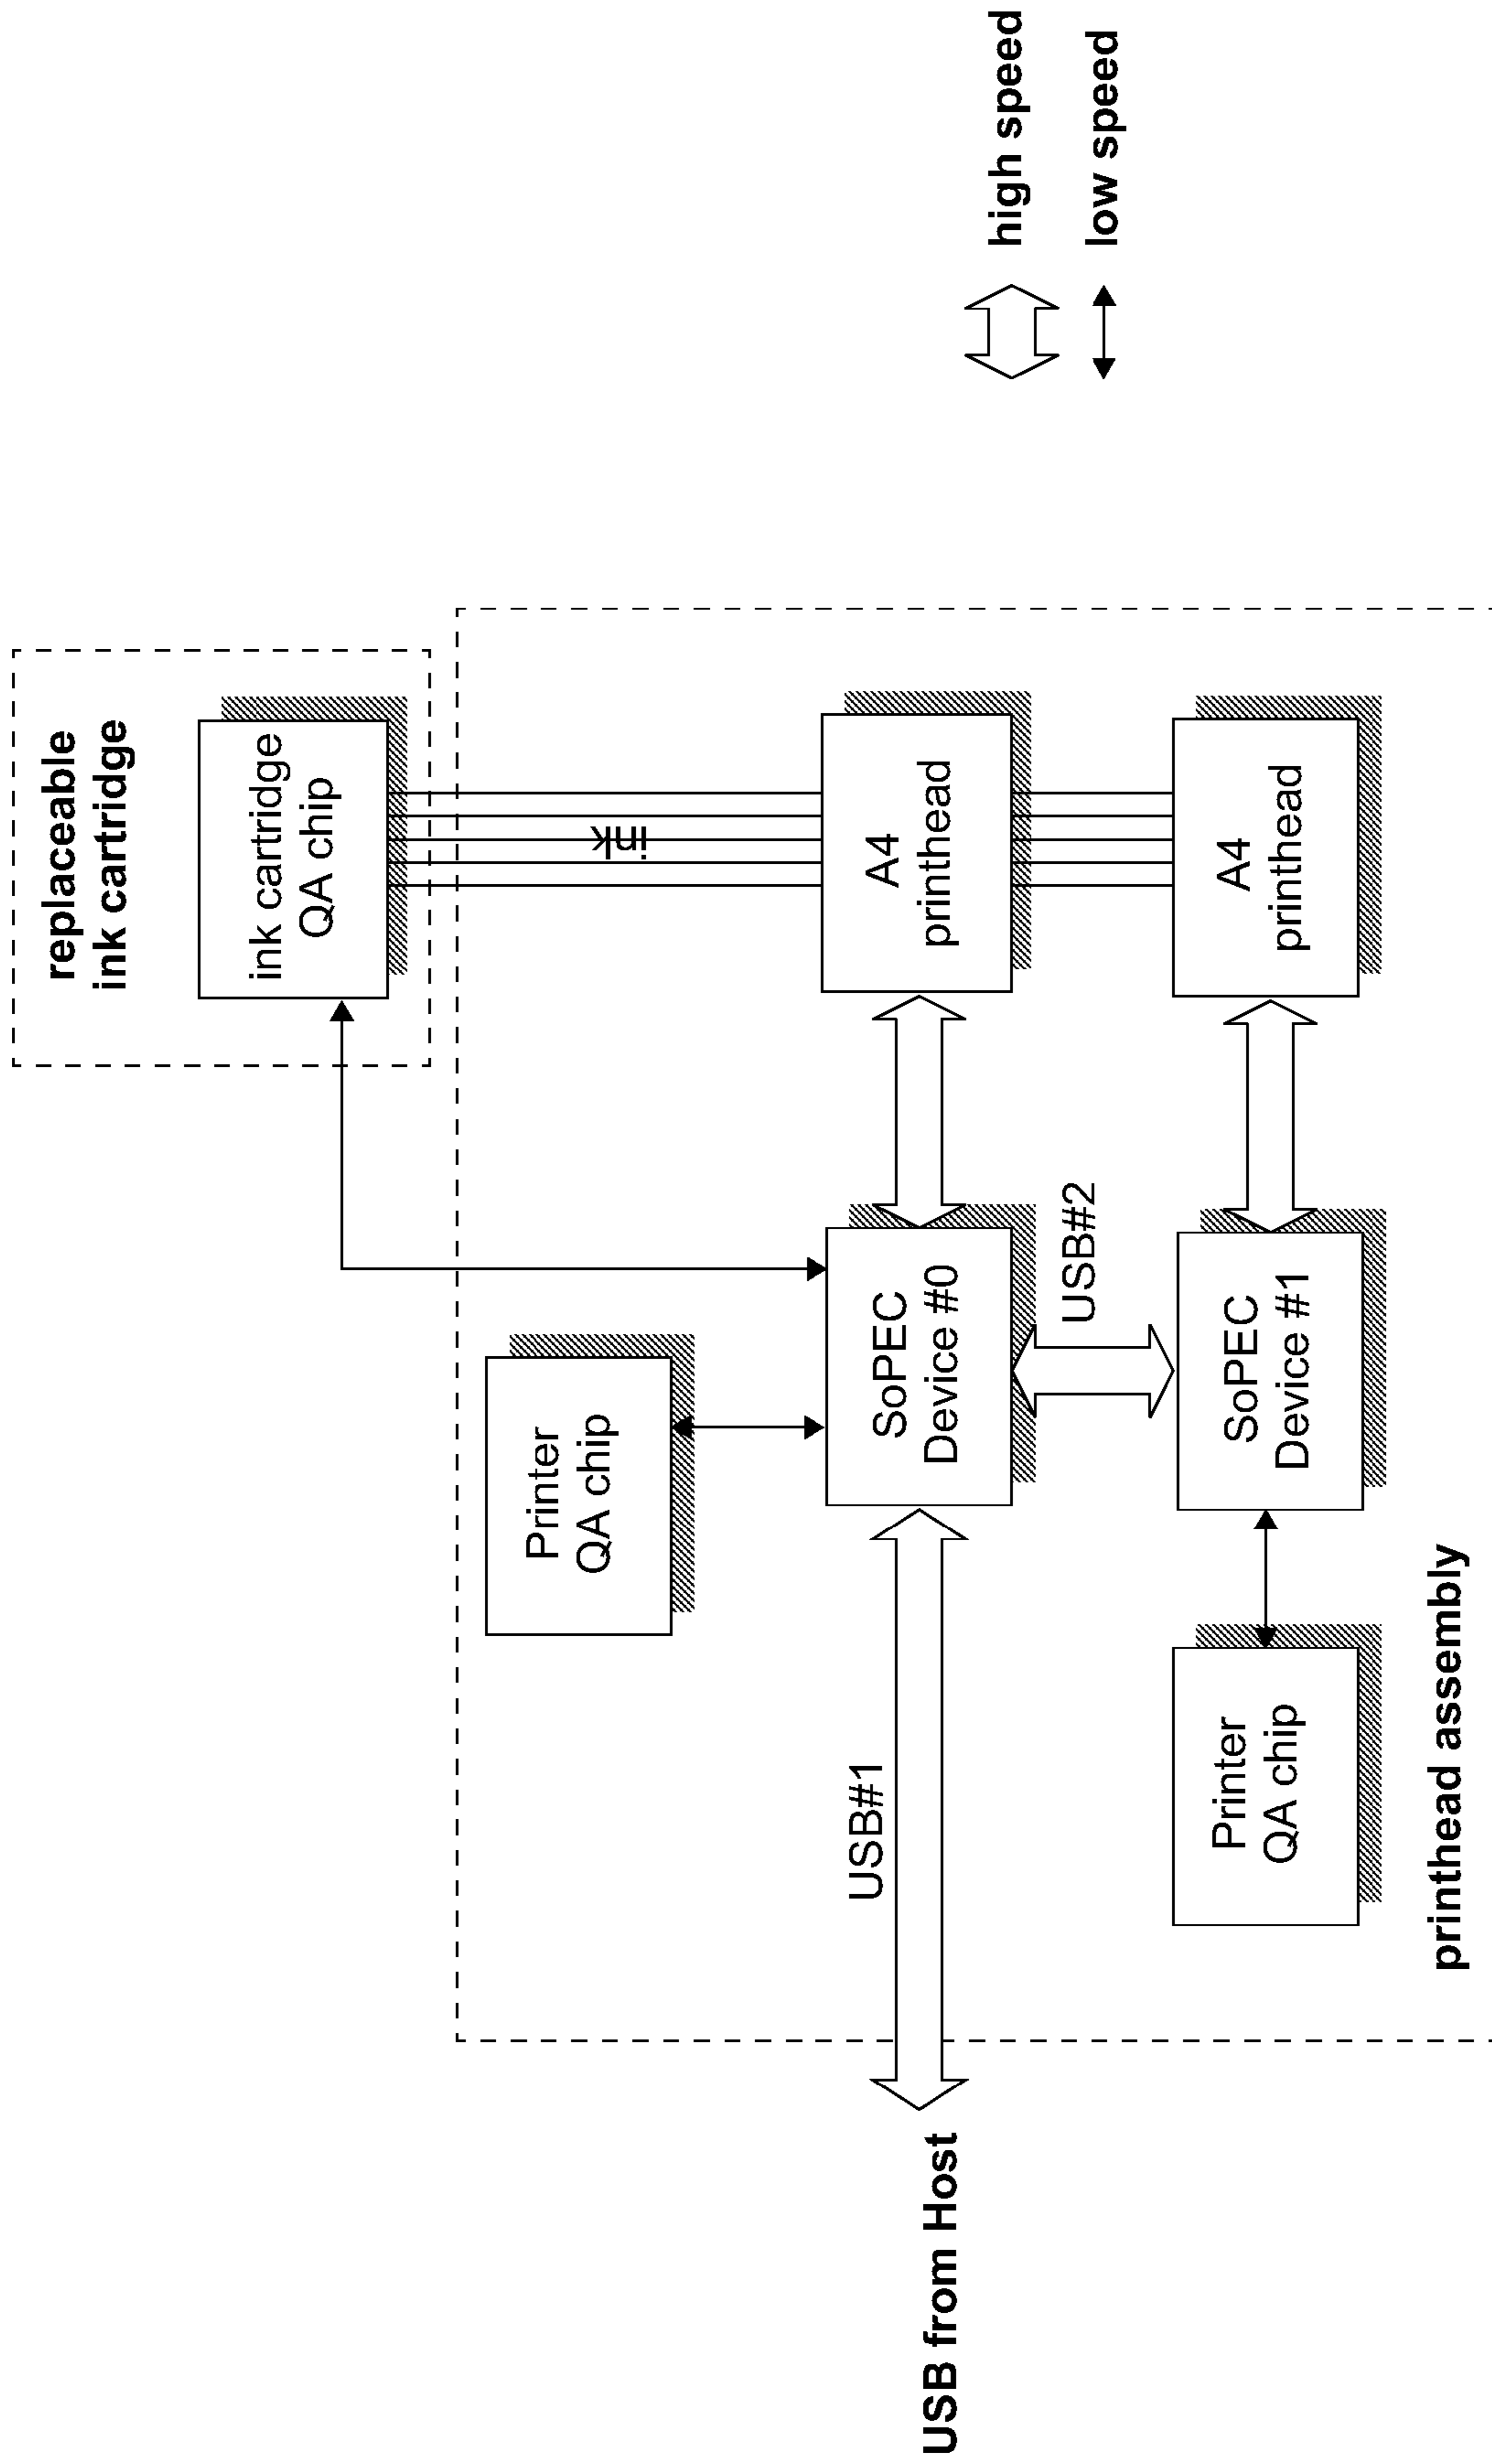 replaceable
ink cartridge
ink cartridge
QA chip
ink
Printer
QA chip
USB from Host
USB#1
SoPEC
Device #0
A4
printhead
USB#2
Printer
QA chip
SoPEC
Device #1
A4
printhead
printhead assembly
high speed
low speed